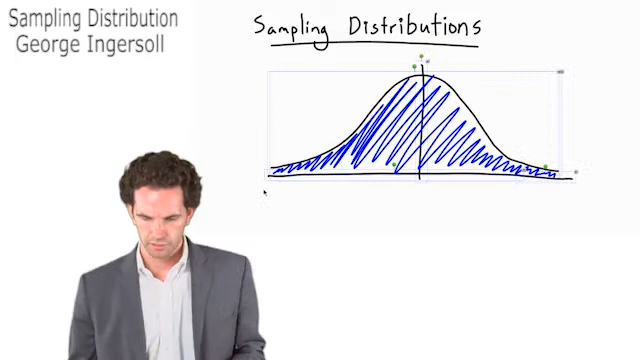 Sampling Distribution
George Ingersoll
Sampling Distributions